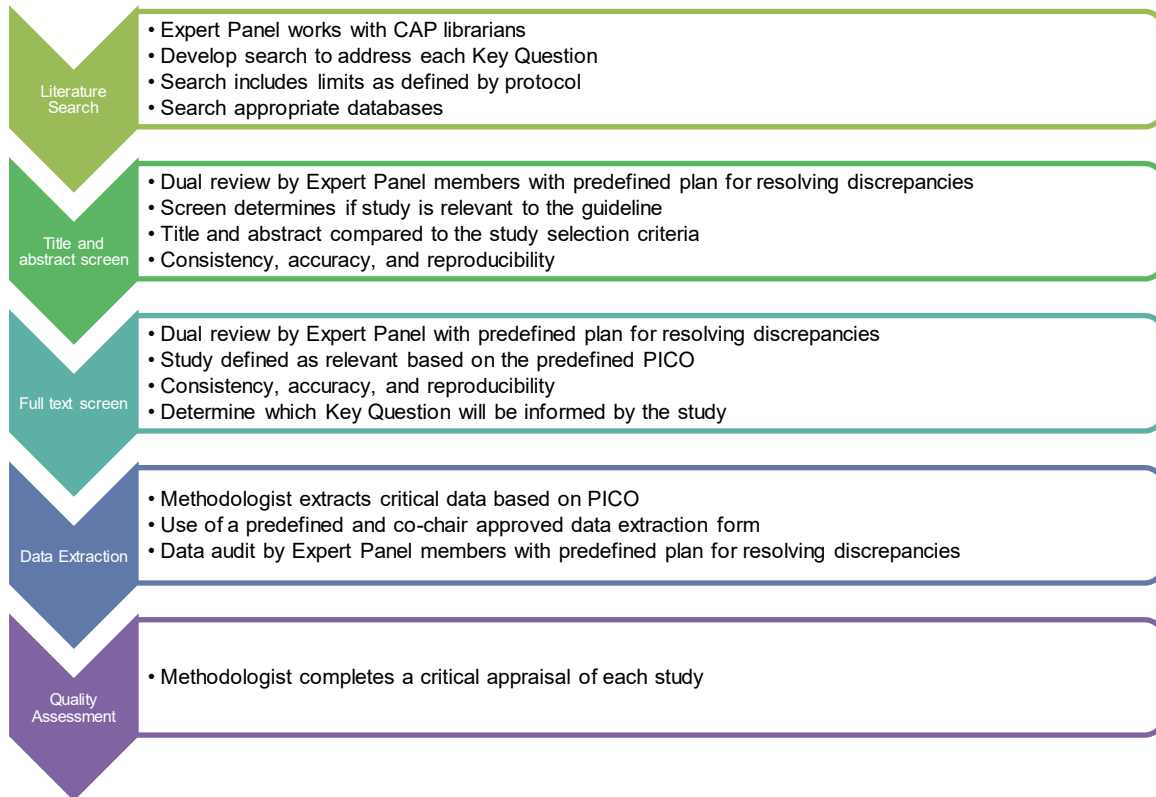 Literature
Search
• Expert Panel works with CAP librarians
• Develop search to address each Key Question
• Search includes limits as defined by protocol
• Search appropriate databases
Title and
abstract screen
• Dual review by Expert Panel members with predefined plan for resolving discrepancies
• Screen determines if study is relevant to the guideline
• Title and abstract compared to the study selection criteria
• Consistency, accuracy, and reproducibility
Full text screen
• Dual review by Expert Panel with predefined plan for resolving discrepancies
• Study defined as relevant based on the predefined PICO
• Consistency, accuracy, and reproducibility
• Determine which Key Question will be informed by the study
Data Extraction
• Methodologist extracts critical data based on PICO
• Use of a predefined and co-chair approved data extraction form
• Data audit by Expert Panel members with predefined plan for resolving discrepancies
Quality
Assessment
• Methodologist completes a critical appraisal of each study